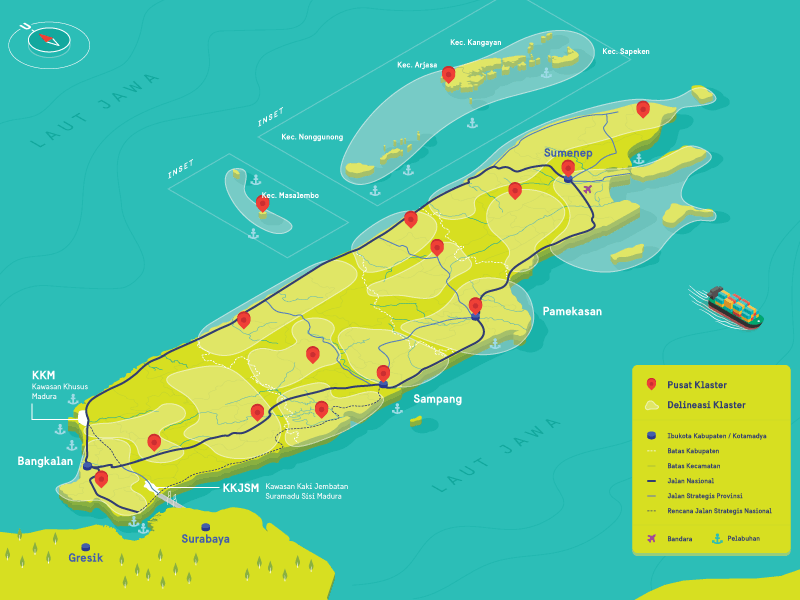 U
LAUT JAWA
INSET
INSET
Kec. Kangayan
Kec. Sapeken
Kec. Arjasa
Kec. Nonggunong
Kec. Masalembo
Sumenep
Pamekasan
Sampang
KKM
Kawasan Khusus
Madura
Bangkalan
KKJSM
Kawasan Kaki Jembatan
Suramadu Sisi Madura
LAUT JAWA
Surabaya
Gresik
Pusat Klaster
Delineasi Klaster
Ibukota Kabupaten / Kotamadya
Batas Kabupaten
Batas Kecamatan
Jalan Nasional
Jalan Strategis Provinsi
Rencana Jalan Strategis Nasional
Bandara
Pelabuhan